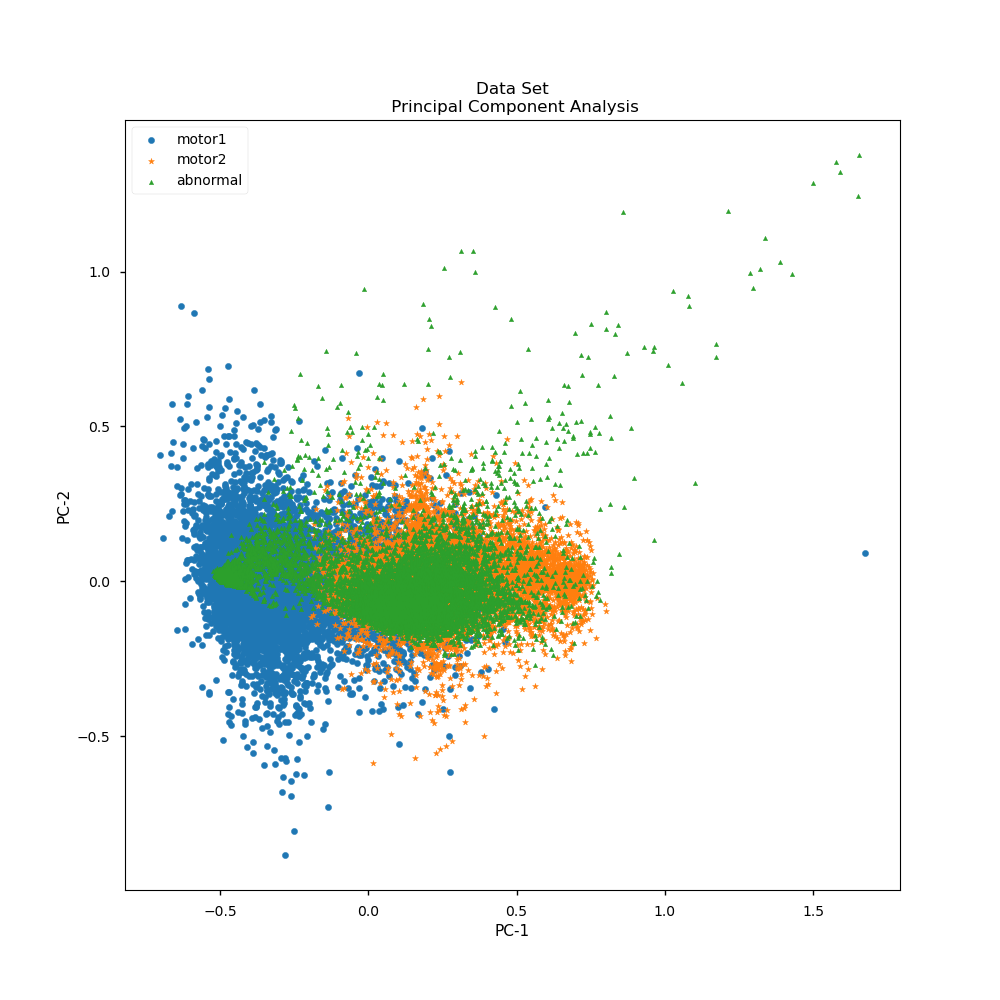 Data Set
Principal Component Analysis
motor1
motor2
abnormal
1.0
0.5
0.0
−0.5
PC-2
−0.5
0.0
0.5
1.0
1.5
PC-1